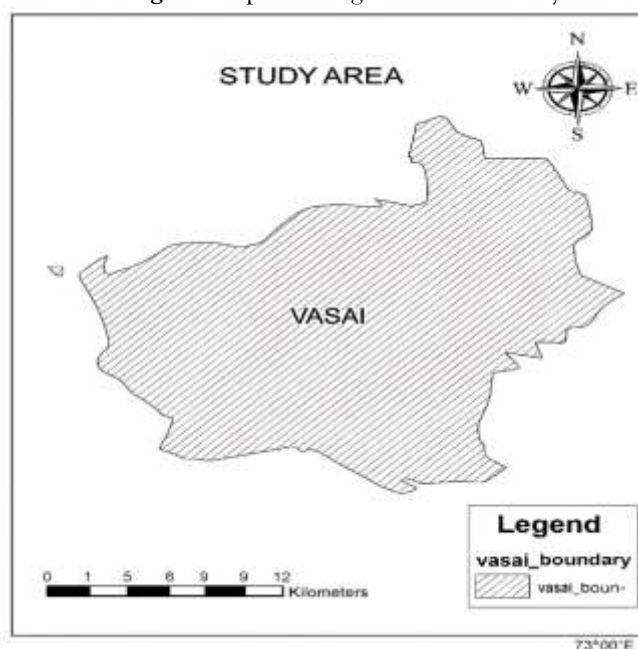 STUDY AREA
N
W E
S
VASAI
Legend
vasai_boundary
vasai_boun-
0 1 5 6 9 9 12
Kilometers
73°00'E